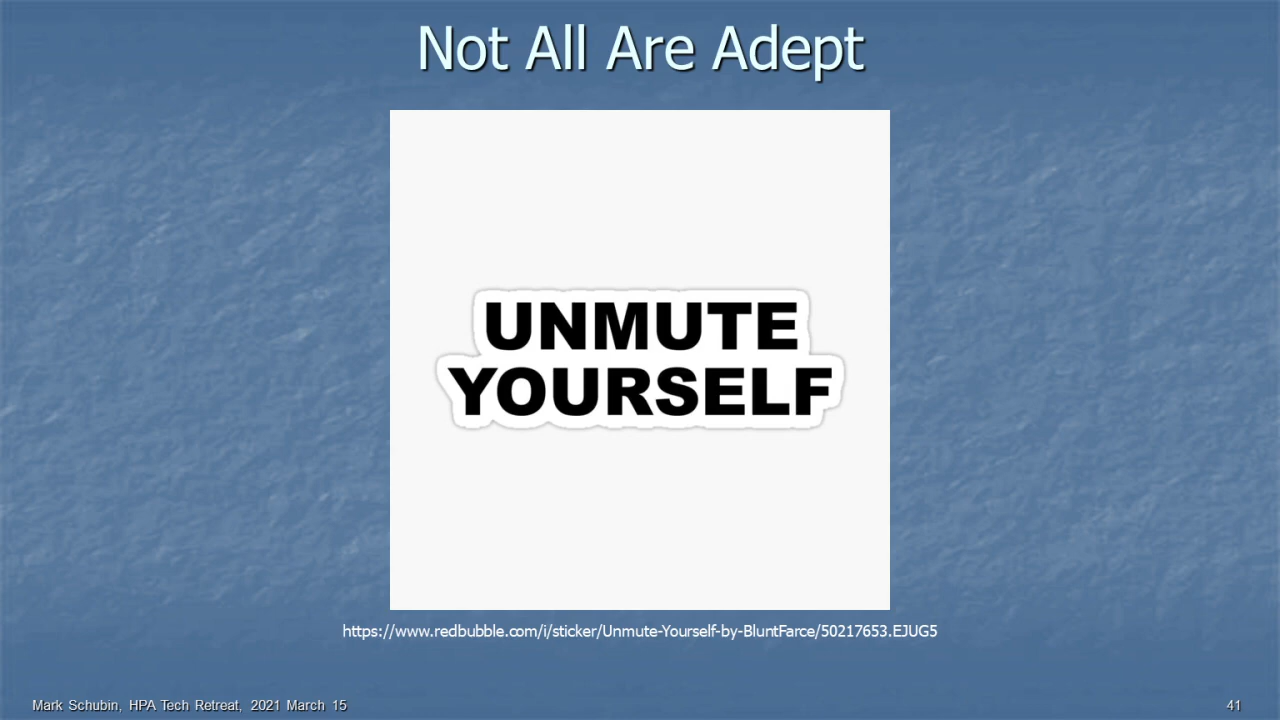 Not All Are Adept
UNMUTE
YOURSELF
https://www.redbubble.com/i/sticker/Unmute-Yourself-by-BluntFarce/50217653.EJUG5
Mark Schubin, HPA Tech Retreat, 2021 March 15
41